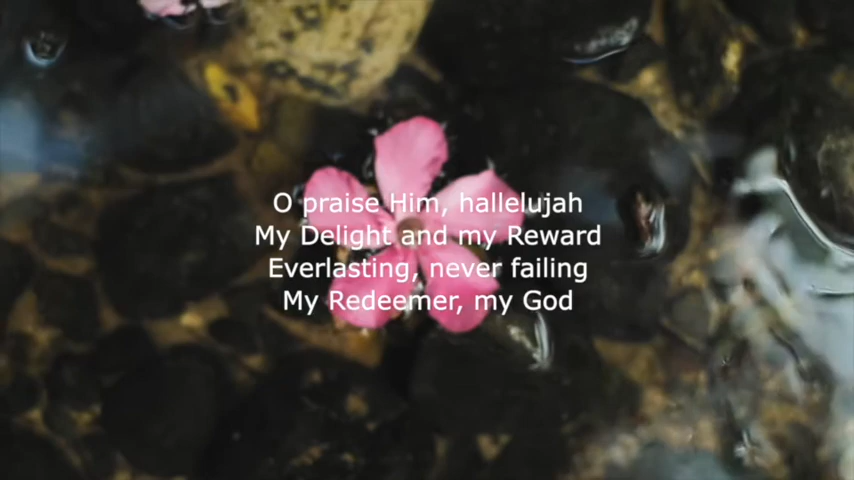 O praise Him, hallelujah
My Delight and my Reward
Everlasting, never failing
My Redeemer, my God